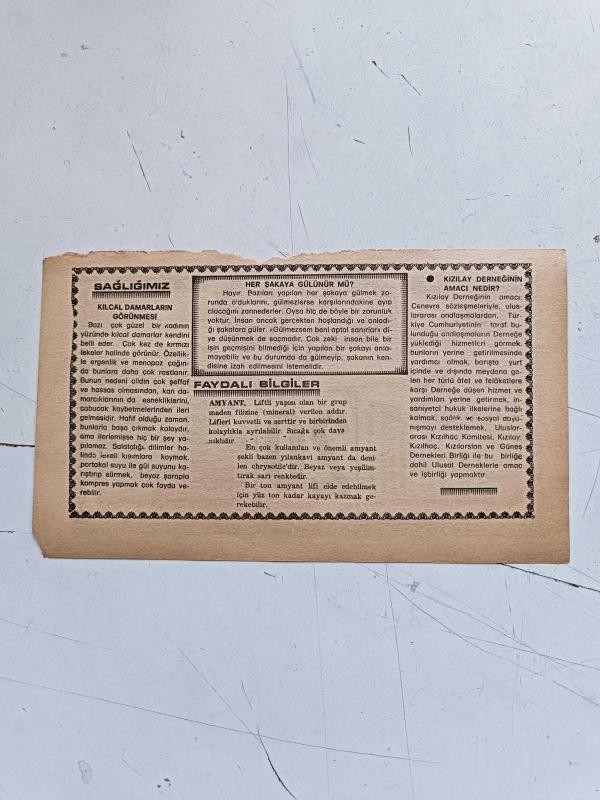 SAĞLIĞIMIZ
KILCAL DAMARLARIN
GÖRÜNMESİ
Bazı çok güzel bir kadının
yüzünde kılcal damarlar kendini
belli eder. Çok kez de kırmızı
lekeler halinde görünür. Özellik-
le ergenlik ve menopoz çağın-
da bunlara daha çok rastlanır.
Bunun nedeni cildin çok şeffaf
ve hassas olmasından, kan da-
marcıklarının da esnekliklerini,
çabucak kaybetmelerinden ileri
gelmesidir. Hafif olduğu zaman,
bunlarla başa çıkmak kolaydır,
ama ilerlemişse hiç bir şey ya-
pılamaz. Salatalığı dilimler ha-
linde lekeli kısımlara koymak,
portakal suyu ile gül suyunu ka-
rıştırıp sürmek, beyaz şarapla
kompres yapmak çok fayda ve-
rebilir.
HER ŞAKAYA GÜLÜNÜR MÜ?
Hayır. Bazıları yapılan her şakaya gülmek zo-
runda olduklarını, gülmezlerse karşılarındakine ayıp
olacağını zannederler. Oysa hiç de böyle bir zorunluk
yoktur. İnsan ancak gerçekten hoşlandığı ve anladı-
ğı şakalara güler. «Gülmezsem beni aptal sanırlar» di-
ye düşünmek de saçmadır. Çok zeki insan bile bir
işin geçmişini bilmediği için yapılan bir şakayı anla-
mayabilir ve bu durumda da gülmeyip, şakanın ken-
disine izah edilmesini istemelidir.
FAYDALI BİLGİLER
AMYANT, Lifli yapısı olan bir grup
maden filizine (mineral) verilen addır.
Lifleri kuvvetli ve serttir ve birbirinden
kolaylıkla ayrılabilir. Sıcağa çok daya
nıklıdır.
En çok kullanılan ve önemli amyant
şekli bazen yılankavi amyant da deni
len chrysotile'dir. Beyaz veya yeşilim-
tırak sarı renktedir.
Bir ton amyant lifi elde edebilmek
için yüz ton kadar kayayı kazmak ge-
rekebilir.
● KIZILAY DERNEĞİNİN
AMACI NEDİR?
Kızılay Derneğinin amacı:
Cenevre sözleşmeleriyle, ulus-
lararası andlaşmalardan, Tür-
kiye Cumhuriyetinin taraf bu-
lunduğu andlaşmaların Derneğe
yüklediği hizmetleri görmek,
bunların yerine getirilmesinde
yardımcı olmak, barışta yurt
içinde ve dışında meydana ge-
len her türlü âfet ve felâketlere
karşı Derneğe düşen hizmet ve
yardımları yerine getirmek, in-
saniyetçi hukuk ilkelerine bağlı
kalmak, sağlık ve sosyal daya-
nışmayı desteklemek, Uluslar-
arası Kızılhaç Komitesi, Kızılay,
Kızılhaç, Kızılarslan ve Güneş
Dernekleri Birliği ile bu birliğe
dahil Ulusal Derneklerle amaç
ve işbirliği yapmaktır.